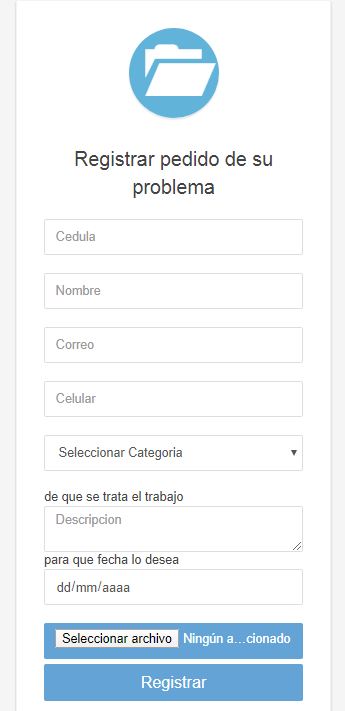 Registrar pedido de su
problema
Cedula
Nombre
Correo
Celular
Seleccionar Categoria
de que se trata el trabajo
Descripcion
para que fecha lo desea
dd/mm/aaaa
Seleccionar archivo Ningún a...cionado
Registrar